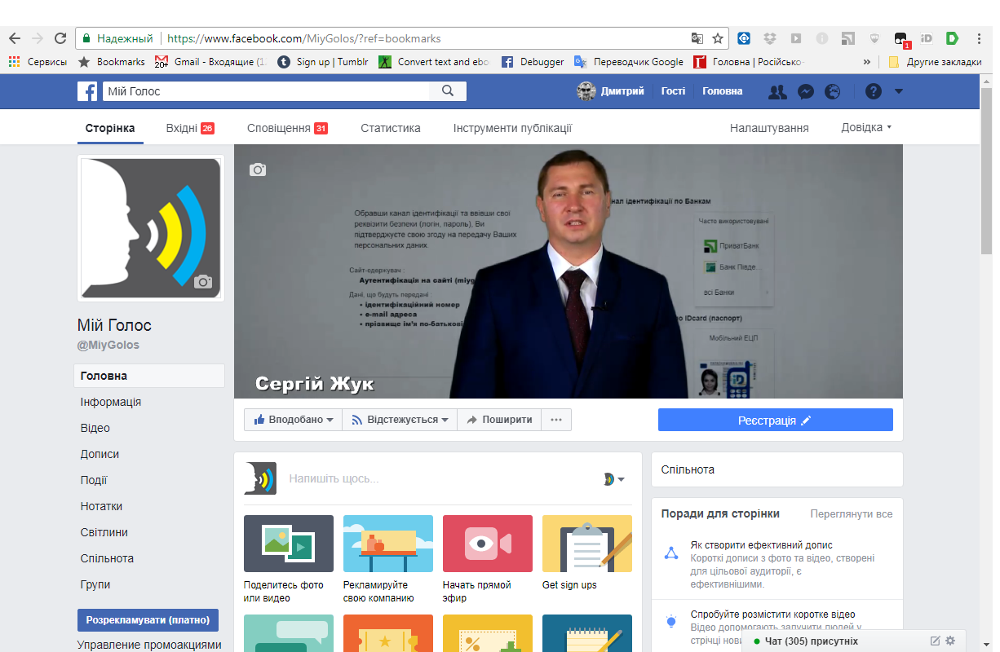 Надежный https://www.facebook.com/MiyGolos/?ref=bookmarks
1
Сервисы Bookmarks Gmail - Входящие (1 Sign up | Tumblr Convert text and ebo Debugger Переводчик Google Головна | Російсько- » Другие закладки
20+
Мій Голос Дмитрий Гості Головна
Сторінка Вхідні 26 Сповіщення 31 Статистика Інструменти публікації Налаштування Довідка
нал ідентифікації по Банкам
Обравши канал ідентифікації та ввівши свої
реквізити безпеки (логін, пароль), Ви
підтверджуєте свою згоду на передачу Ваших
персональних даних.
Часто використовувані
ПриватБанк
Банк Півде...
всі Банки
Сайт-одержувач :
Аутентифікація на сайті (miyg
Дані, що будуть передані :
• ідентифікаційний номер
• e-mail адреса
• прізвище ім'я по-батькові
о IDcard (паспорт)
Мобільний ЕЦП
iD
Сергій Жук
Мій Голос
@MiyGolos
Головна
Інформація
Відео
Дописи
Події
Нотатки
Світлини
Спільнота
Групи
Розрекламувати (платно)
Управление промоакциями
Вподобано Відстежується Поширити ... Реєстрація
Напишіть щось...
Поделитесь фото
или видео
Рекламируйте
свою компанию
Начать прямой
эфир
Get sign ups
Спільнота
Поради для сторінки Переглянути все
Як створити ефективний допис
Короткі дописи з фото та відео, створені
для цільової аудиторії, є
ефективнішими.
Спробуйте розмістити коротке відео
Відео допомагають залучити людей у
стрічці нови
Чат (305) присутніх